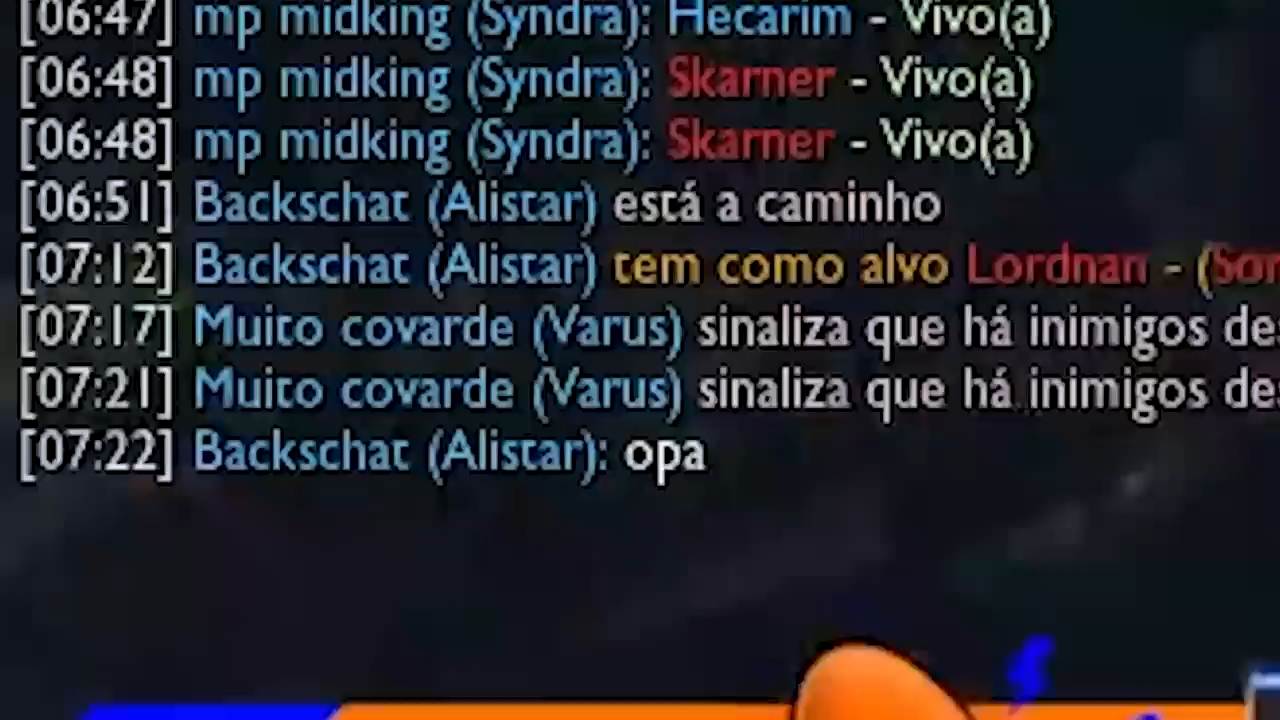 [06:47] mp midking (Syndra): Hecarim - Vivo(a)
[06:48] mp midking (Syndra): Skarner - Vivo(a)
[06:48] mp midking (Syndra): Skarner - Vivo(a)
[06:51] Backschat (Alistar) está a caminho
[07:12] Backschat (Alistar) tem como alvo Lordnan - (
[07:17] Muito covarde (Varus) sinaliza que há inimigos
[07:21] Muito covarde (Varus) sinaliza que há inimigos
[07:22] Backschat (Alistar): opa